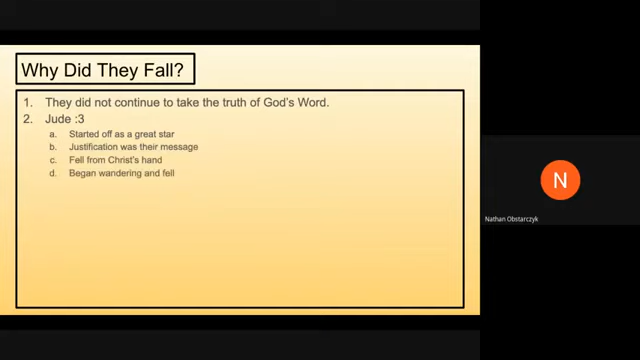 Why Did They Fall?
1. They did not continue to take the truth of God's Word.
2. Jude :3
a. Started off as a great star
b. Justification was their message
c. Fell from Christ's hand
d. Began wandering and fell
N
Nathan Obstarczyk